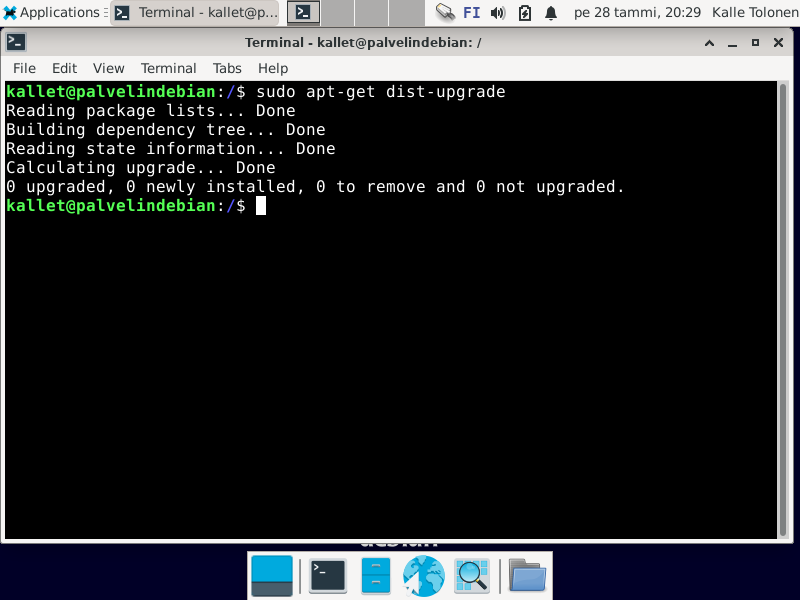 Applications
Terminal - kallet@p...
FI
pe 28 tammi, 20:29
Kalle Tolonen
Terminal - kallet@palvelindebian: /
File Edit View Terminal Tabs Help
kallet@palvelindebian:/$ sudo apt-get dist-upgrade
Reading package lists... Done
Building dependency tree... Done
Reading state information... Done
Calculating upgrade... Done
0 upgraded, 0 newly installed, 0 to remove and 0 not upgraded.
kallet@palvelindebian:/$